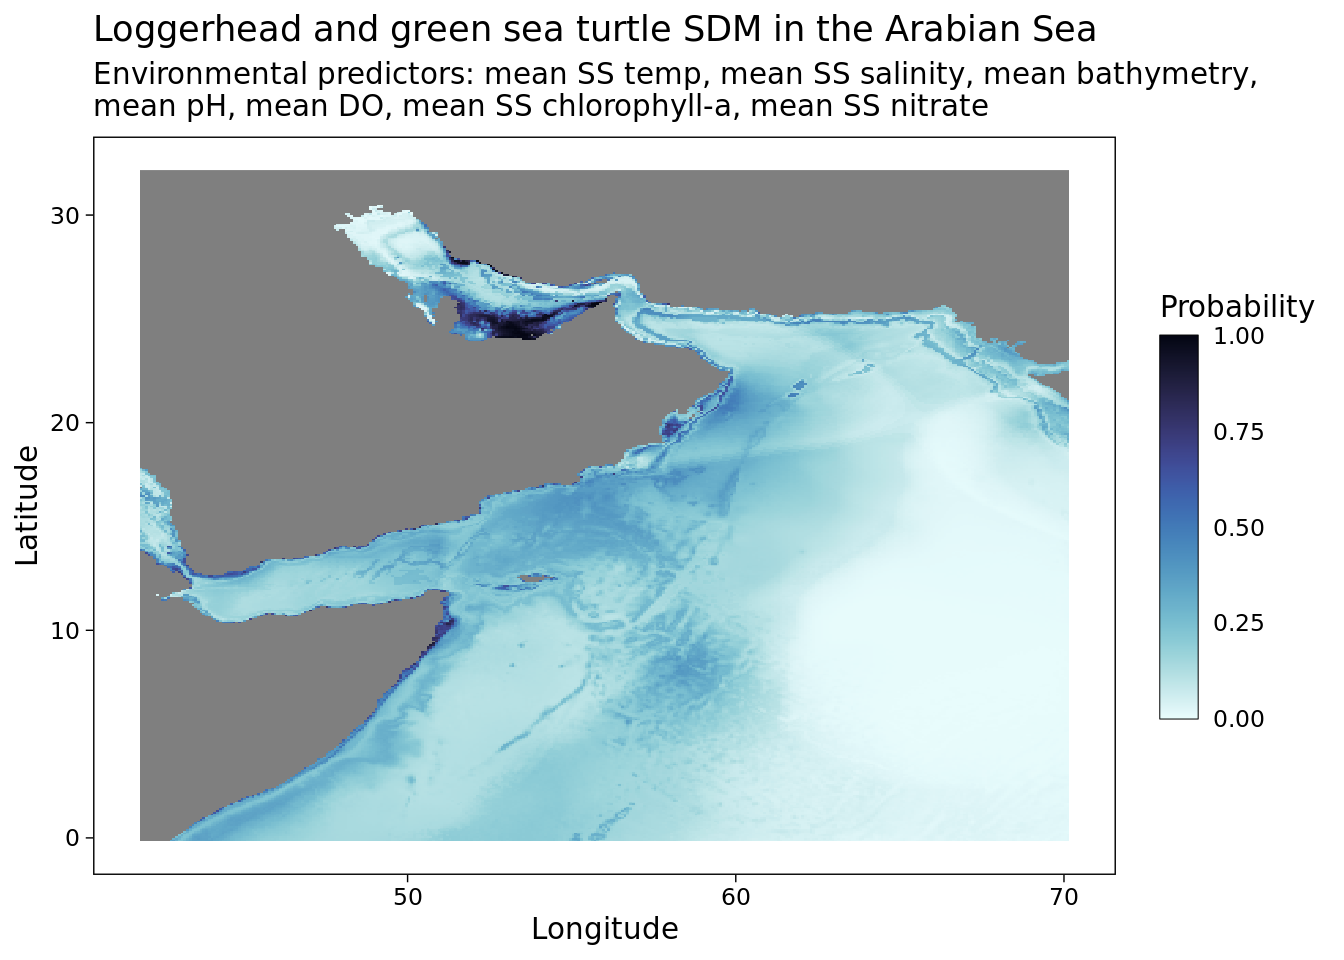 Loggerhead and green sea turtle SDM in the Arabian Sea
Environmental predictors: mean SS temp, mean SS salinity, mean bathymetry,
mean pH, mean DO, mean SS chlorophyll-a, mean SS nitrate
30
20
10
0
Latitude
50
60
70
Longitude
Probability
1.00
0.75
0.50
0.25
0.00